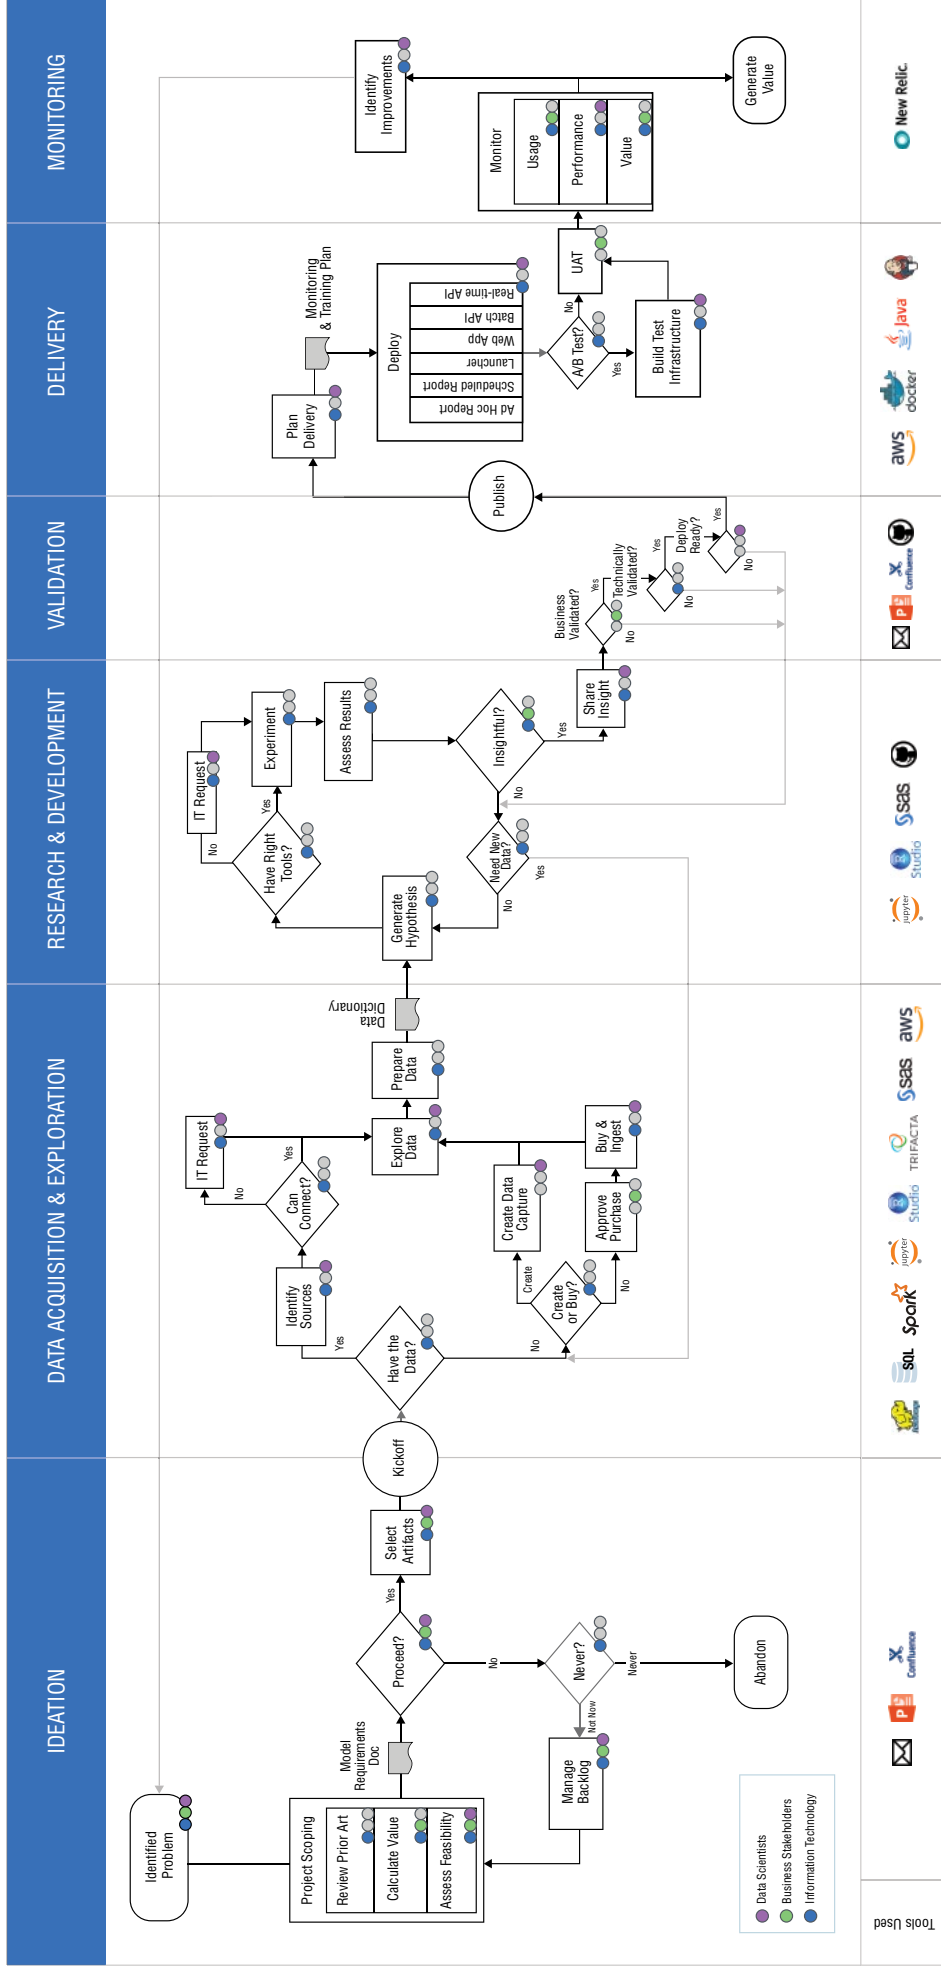 IDEATION
DATA ACQUISITION & EXPLORATION
RESEARCH & DEVELOPMENT
VALIDATION
DELIVERY
MONITORING
Identified
Problem
Project Scoping
Review Prior Art
Calculate Value
Assess Feasibility
Model
Requirements
Doc
Proceed?
Yes
No
Select
Artifacts
Never?
Not Now
Never
Manage
Backlog
Abandon
Kickoff
Have the
Data?
Yes
No
Identify
Sources
Can
Connect?
No
Yes
IT Request
Create
or Buy?
Create
No
Create Data
Capture
Approve
Purchase
Buy &
Ingest
Explore
Data
Prepare
Data
Data
Dictionary
Generate
Hypothesis
Have Right
Tools?
No
Yes
IT Request
Experiment
Assess Results
Insightful?
No
Yes
Need New
Data?
No
Yes
Share
Insight
Business
Validated?
Yes
No
Technically
Validated?
Yes
No
Deploy
Ready?
Yes
No
Publish
Plan
Delivery
Monitoring
& Training Plan
Deploy
Ad Hoc Report
Scheduled Report
Launcher
Web App
Batch API
Real-time API
A/B Test?
No
Yes
Build Test
Infrastructure
UAT
Monitor
Usage
Performance
Value
Identify
Improvements
Generate
Value
Data Scientists
Business Stakeholders
Information Technology
Tools Used
P
Confluence
SQL
Spark
jupyter
R
Studio
TRIFACTA
sas
aws
jupyter
R
Studio
sas
P
Confluence
aws
docker
Java
New Relic.